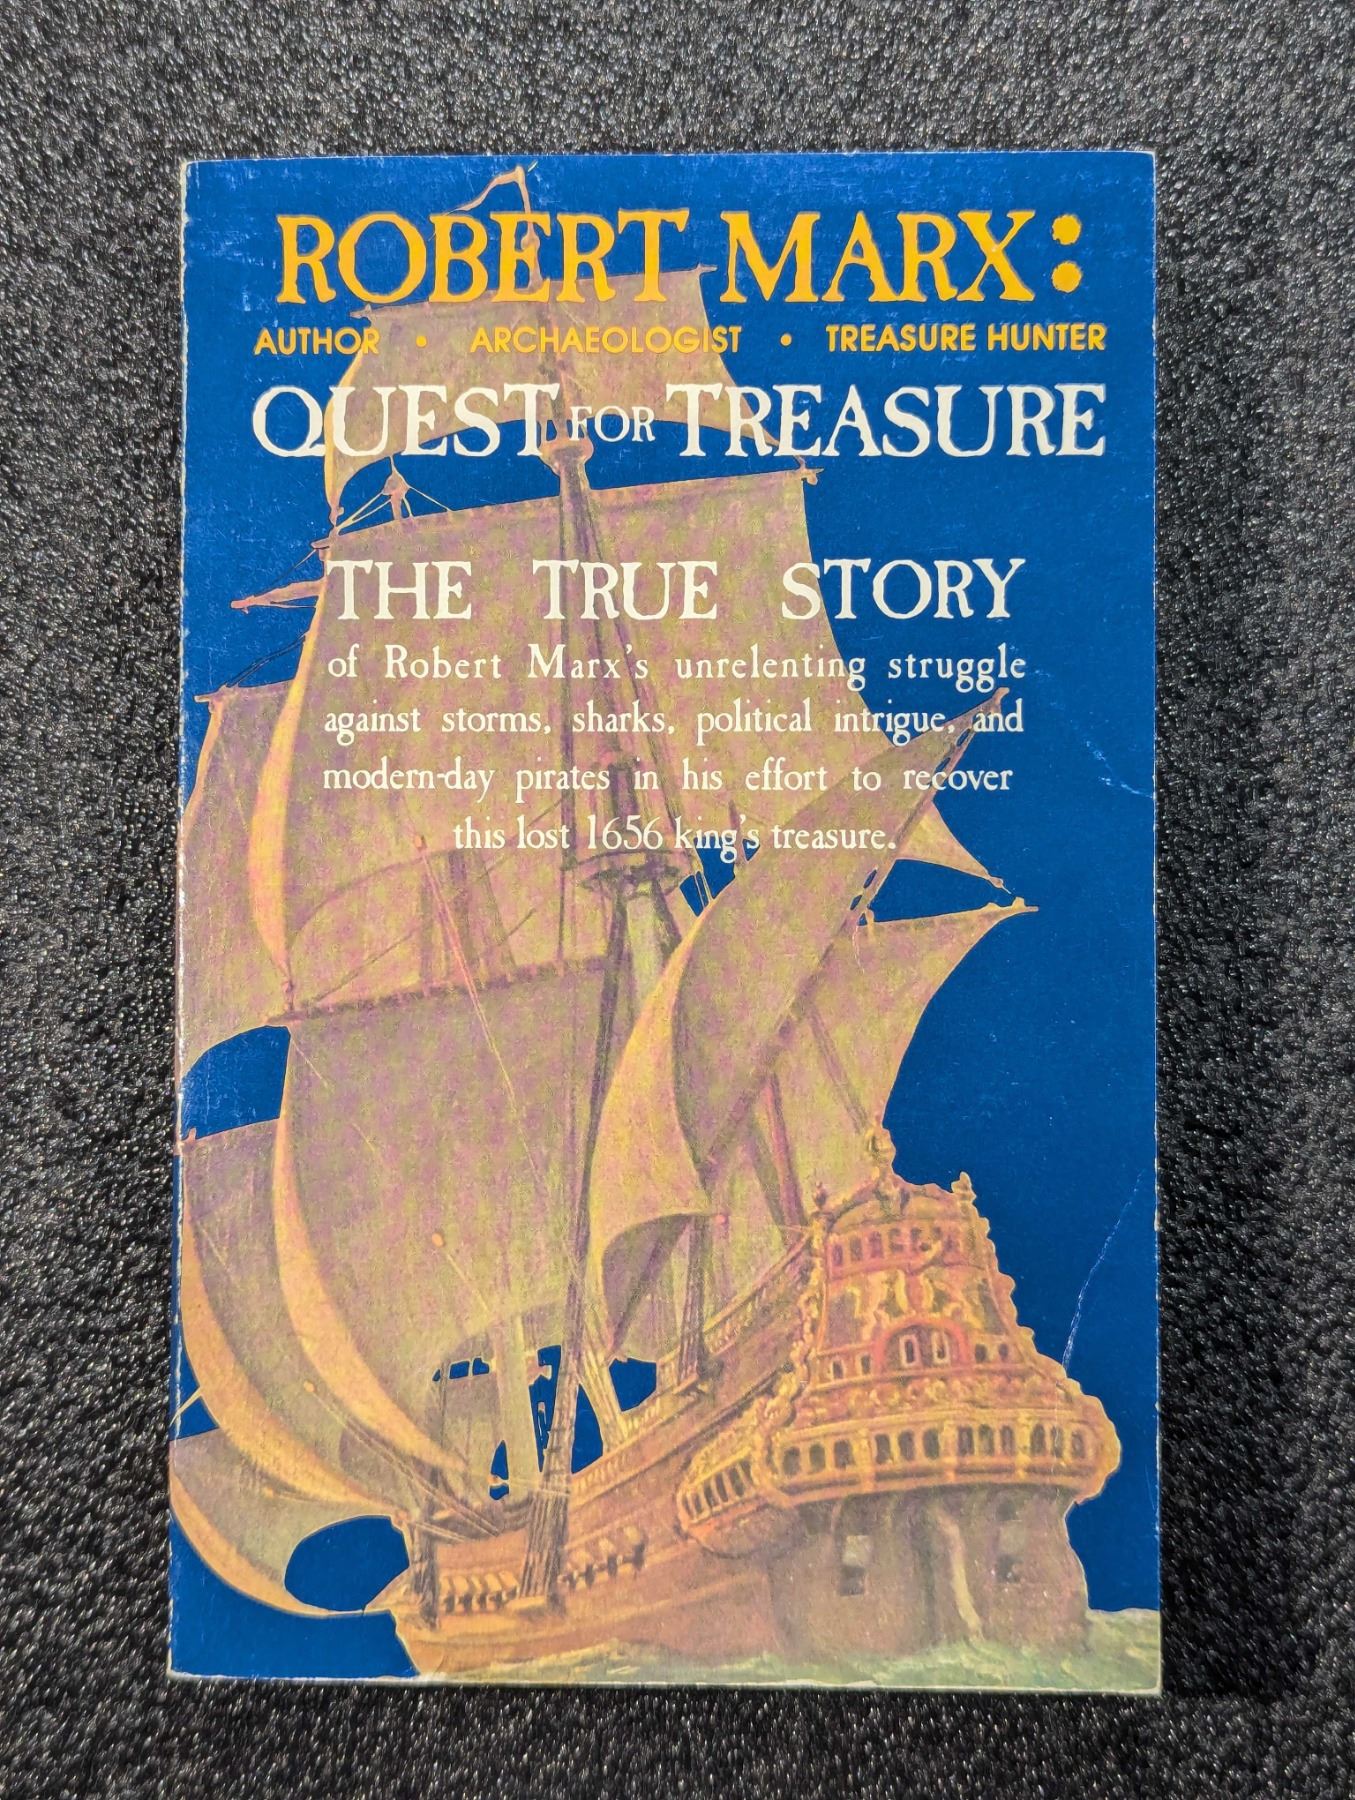 ROBERT MARX:
AUTHOR • ARCHAEOLOGIST • TREASURE HUNTER
QUEST FOR TREASURE
THE TRUE STORY
of Robert Marx's unrelenting struggle
against storms, sharks, political intrigue, and
modern-day pirates in his effort to recover
this lost 1656 king's treasure.